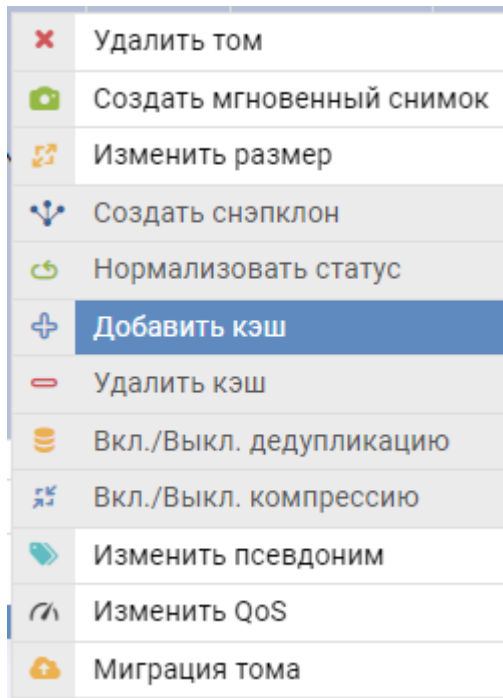 Удалить том
Создать мгновенный снимок
Изменить размер
Создать снэпклон
Нормализовать статус
Добавить кэш
Удалить кэш
Вкл./Выкл. дедупликацию
Вкл./Выкл. компрессию
Изменить псевдоним
Изменить QoS
Миграция тома